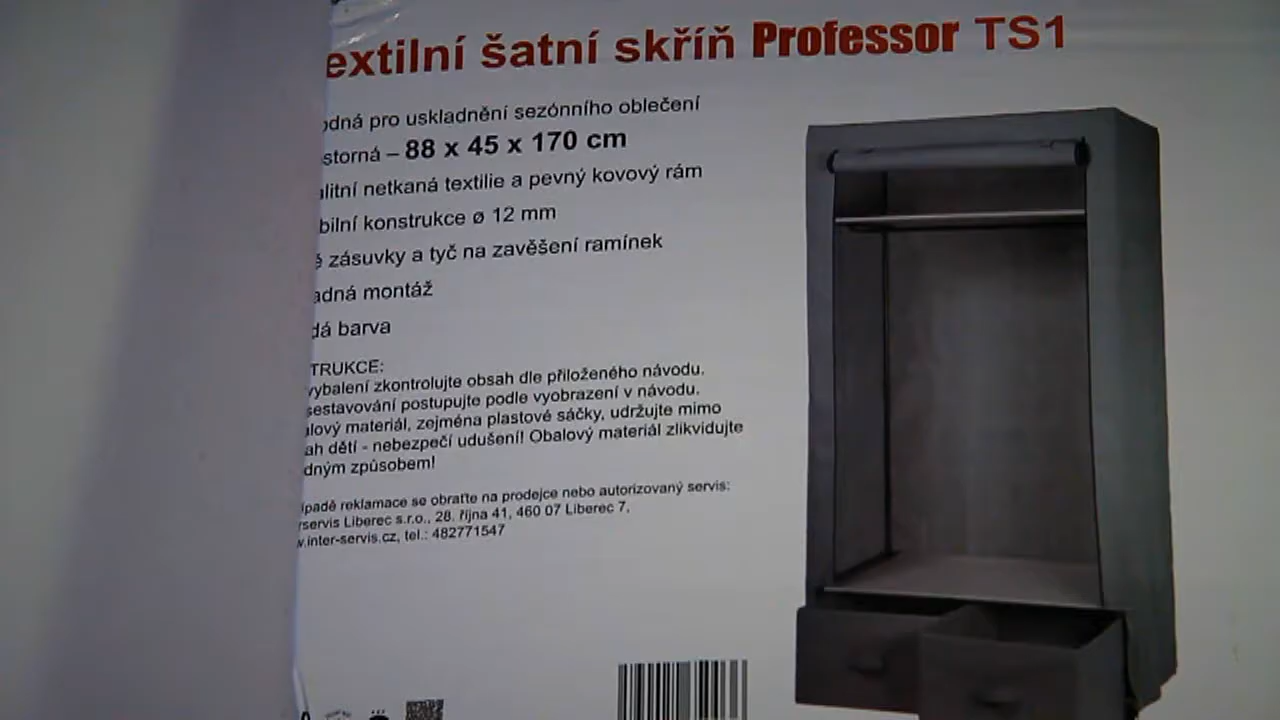 extilní šatní skříň Professor TS1
odná pro uskladnění sezónního oblečení
storná – 88 x 45 x 170 cm
alitní netkaná textilie a pevný kovový rám
bilní konstrukce ø 12 mm
ě zásuvky a tyč na zavěšení ramínek
adná montáž
dá barva
TRUKCE:
vybalení zkontrolujte obsah dle přiloženého návodu.
sestavování postupujte podle vyobrazení v návodu.
alový materiál, zejména plastové sáčky, udržujte mimo
ah dětí - nebezpečí udušení! Obalový materiál zlikvidujte
dným způsobem!
ípadě reklamace se obraťte na prodejce nebo autorizovaný servis:
rservis Liberec s.r.o., 28. října 41, 460 07 Liberec 7,
w.inter-servis.cz, tel.: 482771547